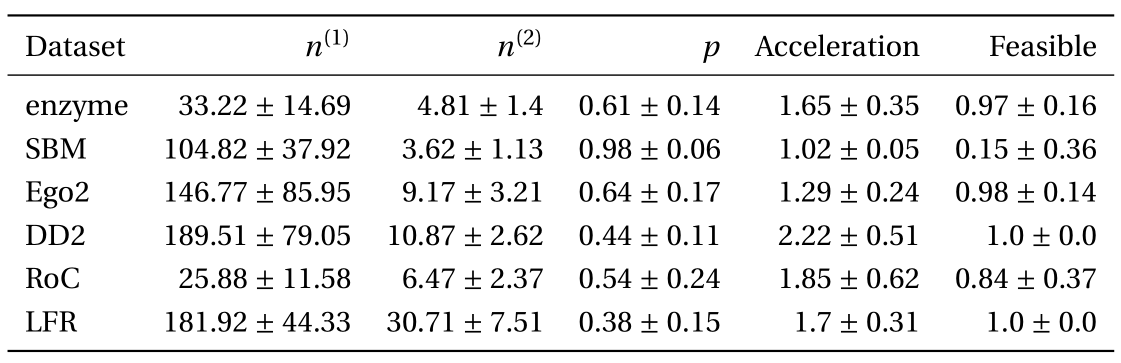 Dataset n⁽¹⁾ n⁽²⁾ p Acceleration Feasible
enzyme 33.22 ± 14.69 4.81 ± 1.4 0.61 ± 0.14 1.65 ± 0.35 0.97 ± 0.16
SBM 104.82 ± 37.92 3.62 ± 1.13 0.98 ± 0.06 1.02 ± 0.05 0.15 ± 0.36
Ego2 146.77 ± 85.95 9.17 ± 3.21 0.64 ± 0.17 1.29 ± 0.24 0.98 ± 0.14
DD2 189.51 ± 79.05 10.87 ± 2.62 0.44 ± 0.11 2.22 ± 0.51 1.0 ± 0.0
RoC 25.88 ± 11.58 6.47 ± 2.37 0.54 ± 0.24 1.85 ± 0.62 0.84 ± 0.37
LFR 181.92 ± 44.33 30.71 ± 7.51 0.38 ± 0.15 1.7 ± 0.31 1.0 ± 0.0